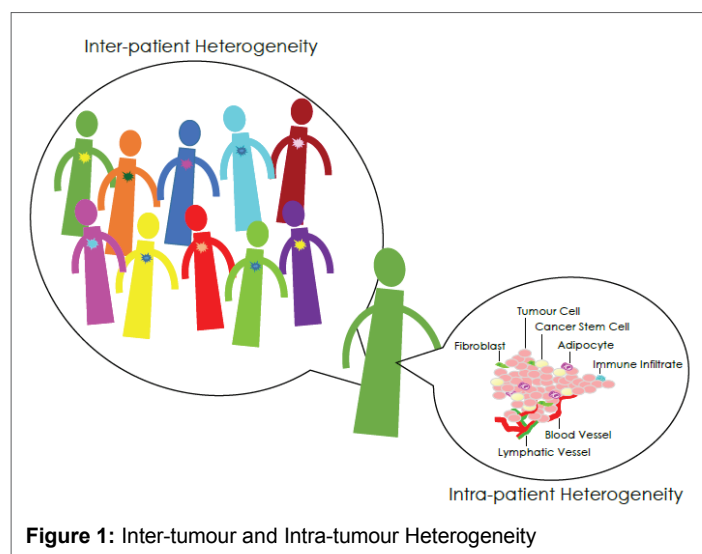 Inter-patient Heterogeneity
Tumour Cell
Cancer Stem Cell
Fibroblast
Adipocyte
Immune Infiltrate
Blood Vessel
Lymphatic Vessel
Intra-patient Heterogeneity
Figure 1: Inter-tumour and Intra-tumour Heterogeneity